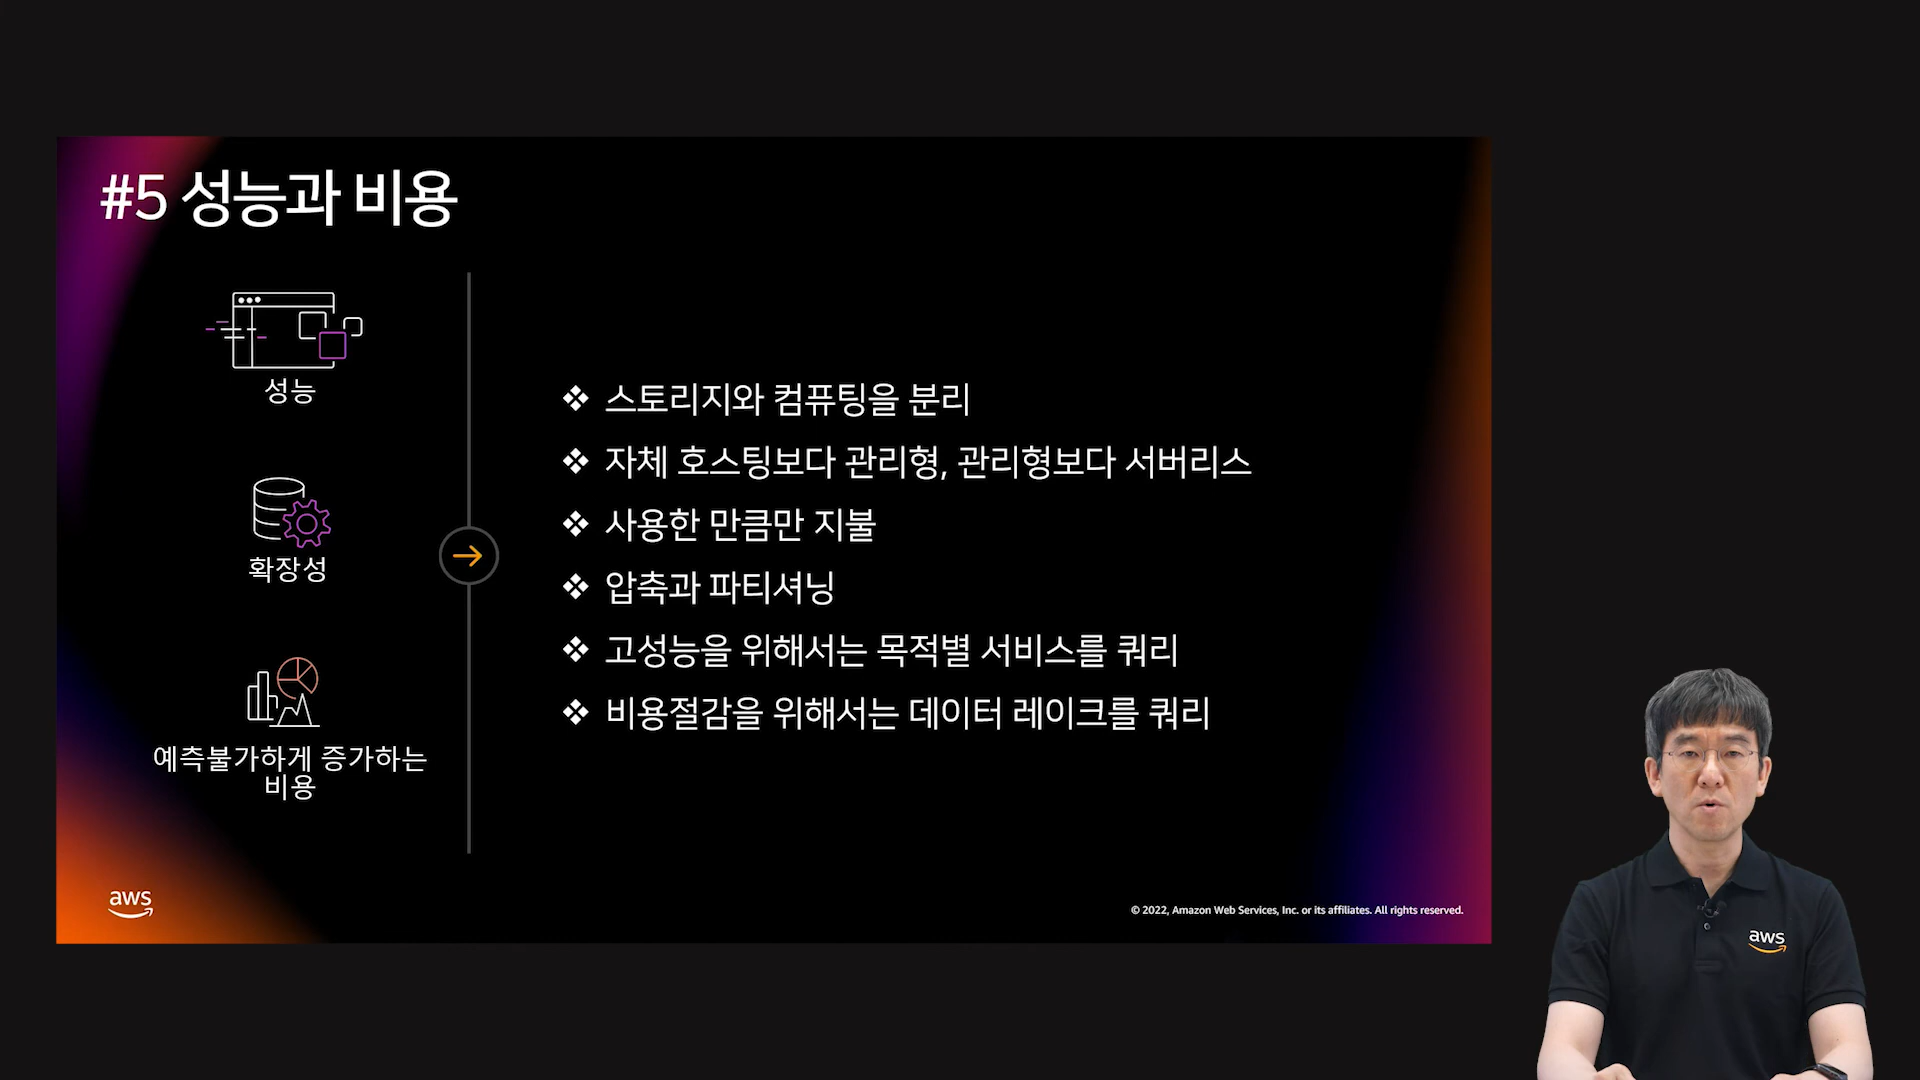 #5 성능과 비용
성능
확장성
예측불가하게 증가하는
비용
❖ 스토리지와 컴퓨팅을 분리
❖ 자체 호스팅보다 관리형, 관리형보다 서버리스
❖ 사용한 만큼만 지불
❖ 압축과 파티셔닝
❖ 고성능을 위해서는 목적별 서비스를 쿼리
❖ 비용절감을 위해서는 데이터 레이크를 쿼리
aws
© 2022, Amazon Web Services, Inc. or its affiliates. All rights reserved.
aws